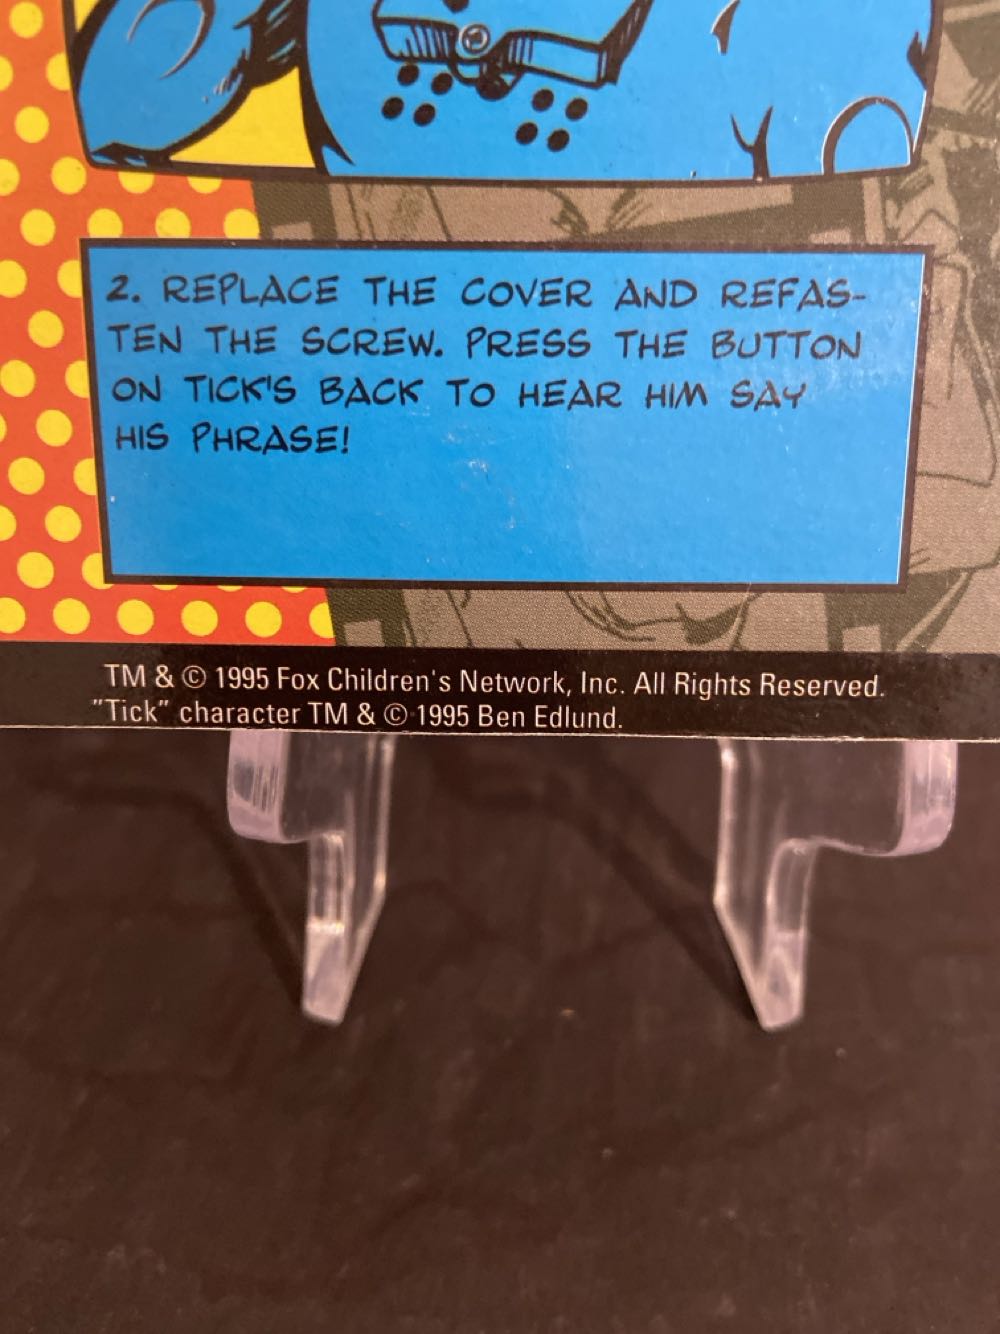 2. REPLACE THE COVER AND REFAS-
TEN THE SCREW. PRESS THE BUTTON
ON TICK'S BACK TO HEAR HIM SAY
HIS PHRASE!
TM & © 1995 Fox Children's Network, Inc. All Rights Reserved.
"Tick" character TM & © 1995 Ben Edlund.